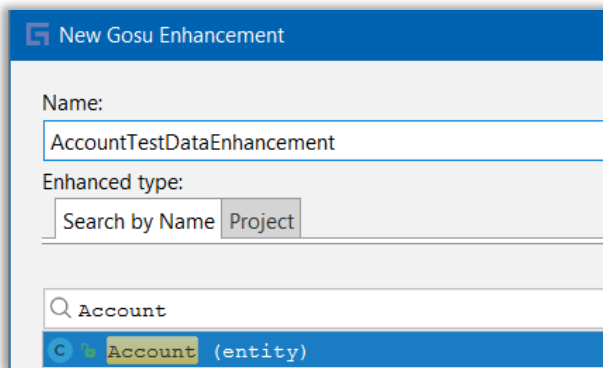 New Gosu Enhancement
Name:
AccountTestDataEnhancement
Enhanced type:
Search by Name Project
Account
Account (entity)